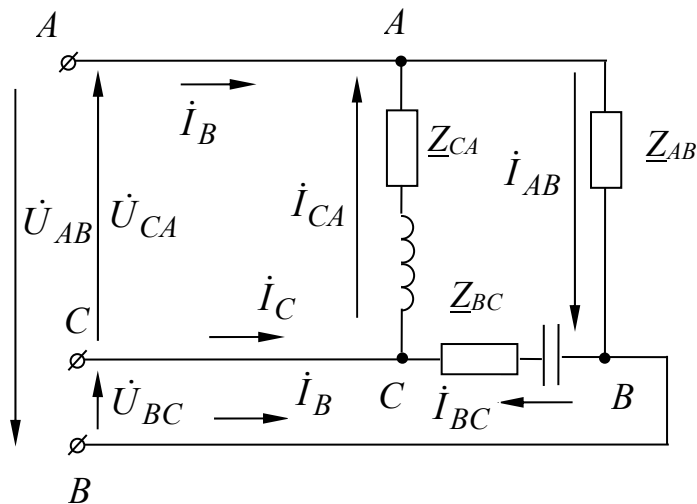 A A
İ_B Z_CA Z_AB
U̇_AB U̇_CA İ_CA İ_AB
C İ_C Z_BC
U̇_BC İ_B C İ_BC B
B